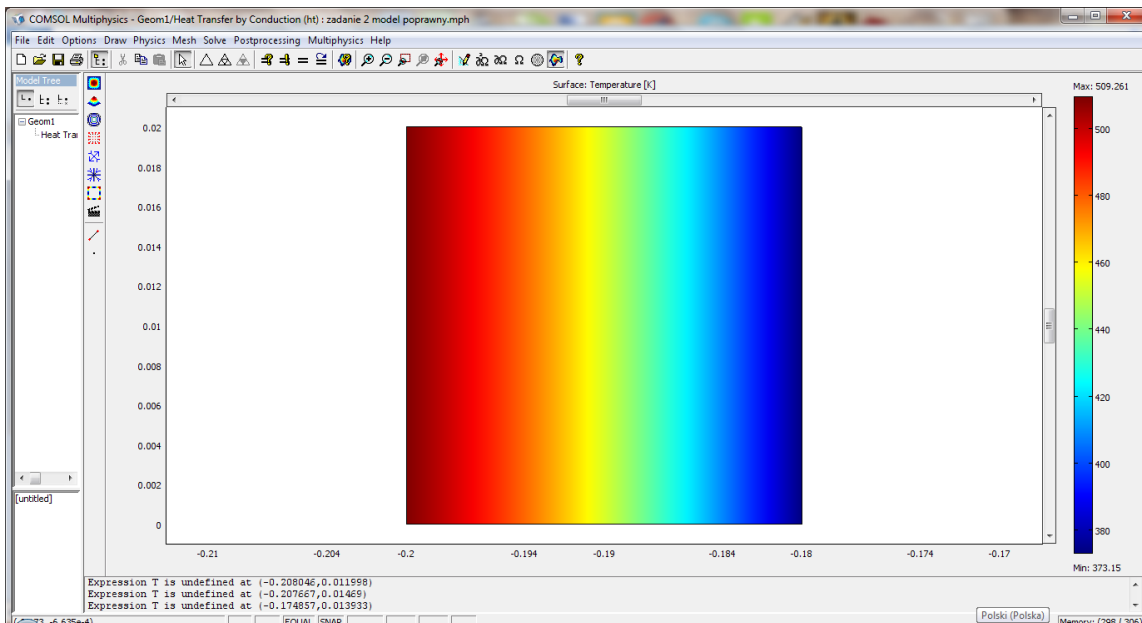 COMSOL Multiphysics - Geom1/Heat Transfer by Conduction (ht) : zadanie 2 model poprawny.mph
File Edit Options Draw Physics Mesh Solve Postprocessing Multiphysics Help
Model Tree
Geom1
Heat Trai
[untitled]
Surface: Temperature [K]
Max: 509.261
0.02
0.018
0.016
0.014
0.012
0.01
0.008
0.006
0.004
0.002
0
-0.21
-0.204
-0.2
-0.194
-0.19
-0.184
-0.18
-0.174
-0.17
500
480
460
440
420
400
380
Min: 373.15
Expression T is undefined at (-0.208046,0.011998)
Expression T is undefined at (-0.207667,0.01469)
Expression T is undefined at (-0.174857,0.013933)
EQUAL SNAP
Polski (Polska)
Memory: (298 / 306)